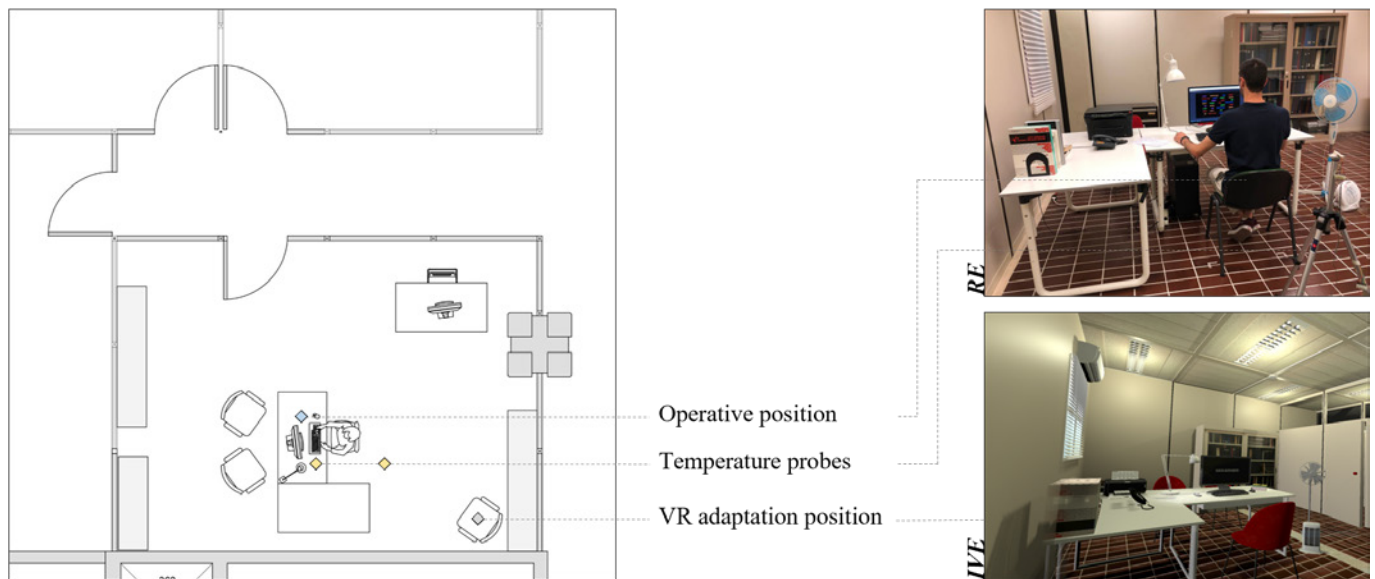 RE
Operative position
Temperature probes
VR adaptation position
IVE